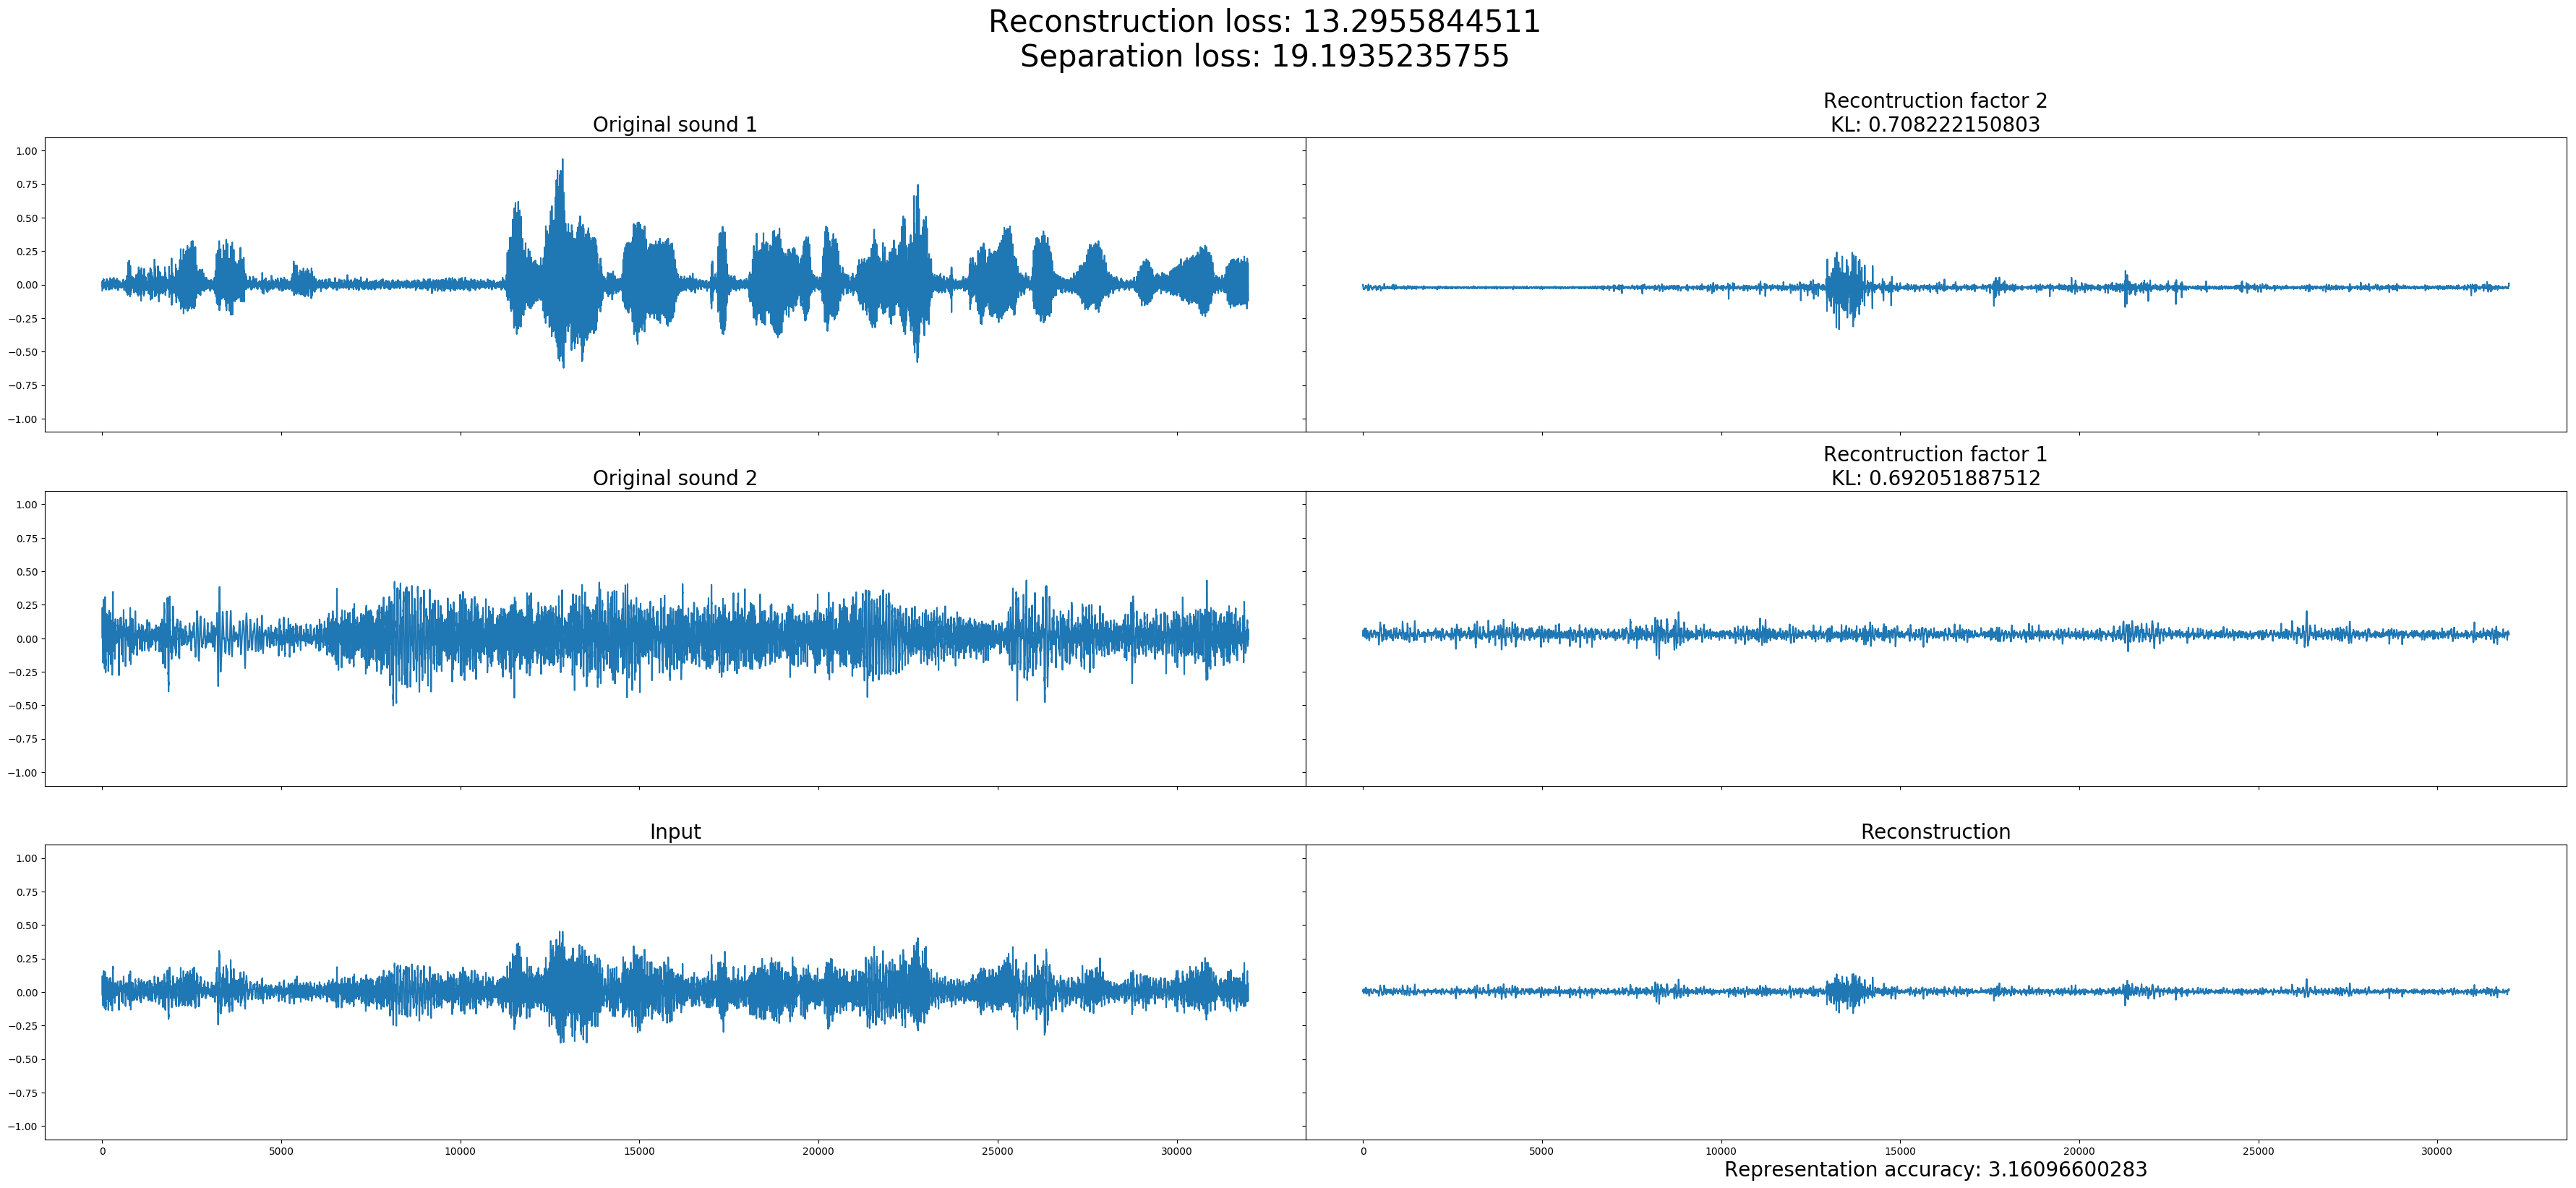 Reconstruction loss: 13.2955844511
Separation loss: 19.1935235755
Original sound 1
Recontruction factor 2
KL: 0.708222150803
1.00
0.75
0.50
0.25
0.00
−0.25
−0.50
−0.75
−1.00
Original sound 2
Recontruction factor 1
KL: 0.692051887512
1.00
0.75
0.50
0.25
0.00
−0.25
−0.50
−0.75
−1.00
Input
Reconstruction
1.00
0.75
0.50
0.25
0.00
−0.25
−0.50
−0.75
−1.00
0 5000 10000 15000 20000 25000 30000
0 5000 10000 15000 20000 25000 30000
Representation accuracy: 3.16096600283